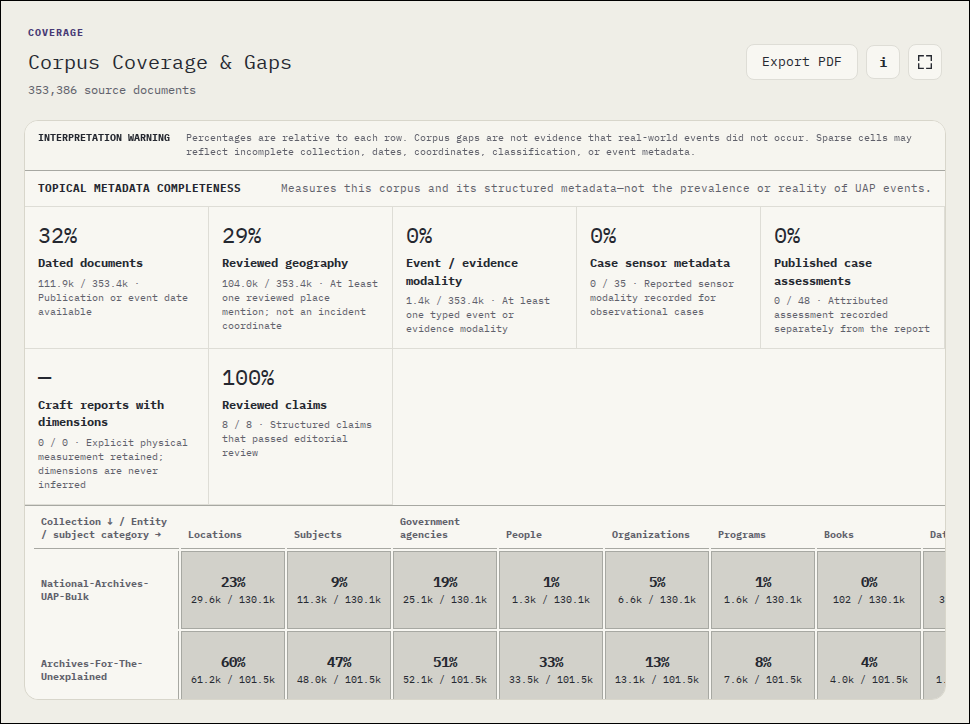 COVERAGE
Corpus Coverage & Gaps
353,386 source documents
Export PDF
i
INTERPRETATION WARNING
Percentages are relative to each row. Corpus gaps are not evidence that real-world events did not occur. Sparse cells may
reflect incomplete collection, dates, coordinates, classification, or event metadata.
TOPICAL METADATA COMPLETENESS
Measures this corpus and its structured metadata—not the prevalence or reality of UAP events.
32%
Dated documents
111.9k / 353.4k ·
Publication or event date
available
29%
Reviewed geography
104.0k / 353.4k · At least
one reviewed place
mention; not an incident
coordinate
0%
Event / evidence
modality
1.4k / 353.4k · At least
one typed event or
evidence modality
0%
Case sensor metadata
0 / 35 · Reported sensor
modality recorded for
observational cases
0%
Published case
assessments
0 / 48 · Attributed
assessment recorded
separately from the report
—
Craft reports with
dimensions
0 / 0 · Explicit physical
measurement retained;
dimensions are never
inferred
100%
Reviewed claims
8 / 8 · Structured claims
that passed editorial
review
Collection ↓ / Entity
/ subject category →
Locations
Subjects
Government
agencies
People
Organizations
Programs
Books
National-Archives-
UAP-Bulk
23%
29.6k / 130.1k
9%
11.3k / 130.1k
19%
25.1k / 130.1k
1%
1.3k / 130.1k
5%
6.6k / 130.1k
1%
1.6k / 130.1k
0%
102 / 130.1k
Archives-For-The-
Unexplained
60%
61.2k / 101.5k
47%
48.0k / 101.5k
51%
52.1k / 101.5k
33%
33.5k / 101.5k
13%
13.1k / 101.5k
8%
7.6k / 101.5k
4%
4.0k / 101.5k